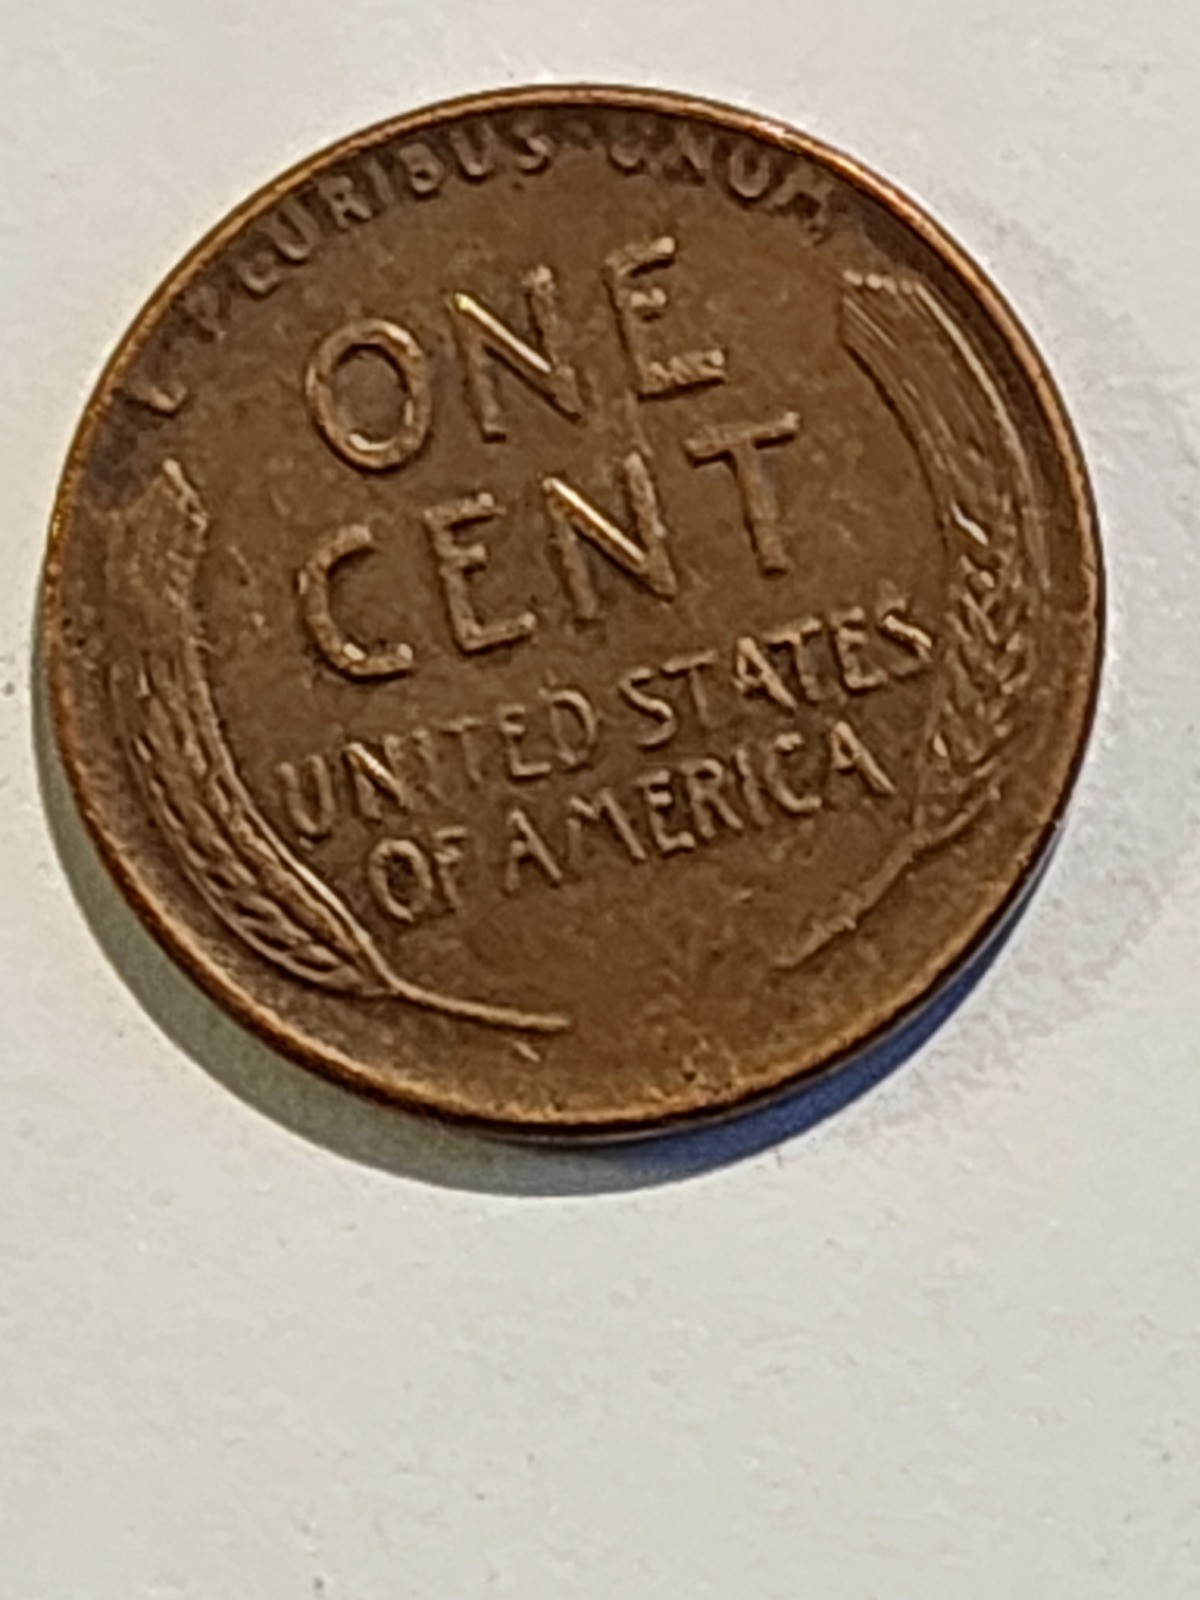 E PLURIBUS·UNUM
ONE
CENT
UNITED STATES
OF AMERICA